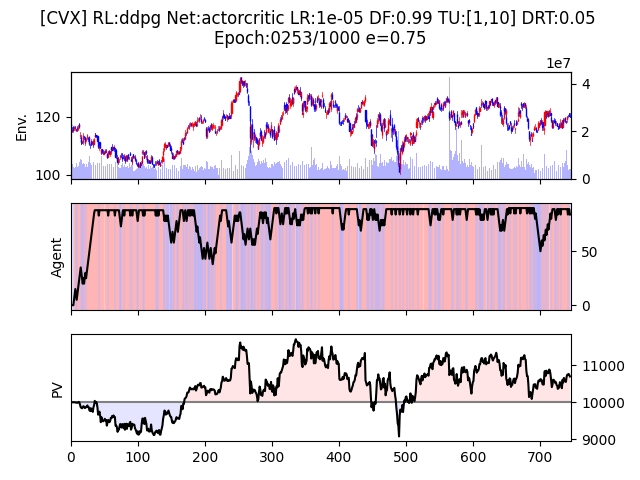 [CVX] RL:ddpg Net:actorcritic LR:1e-05 DF:0.99 TU:[1,10] DRT:0.05
Epoch:0253/1000 e=0.75
1e7
Env.
120
100
4
2
0
Agent
50
0
PV
11000
10000
9000
0 100 200 300 400 500 600 700